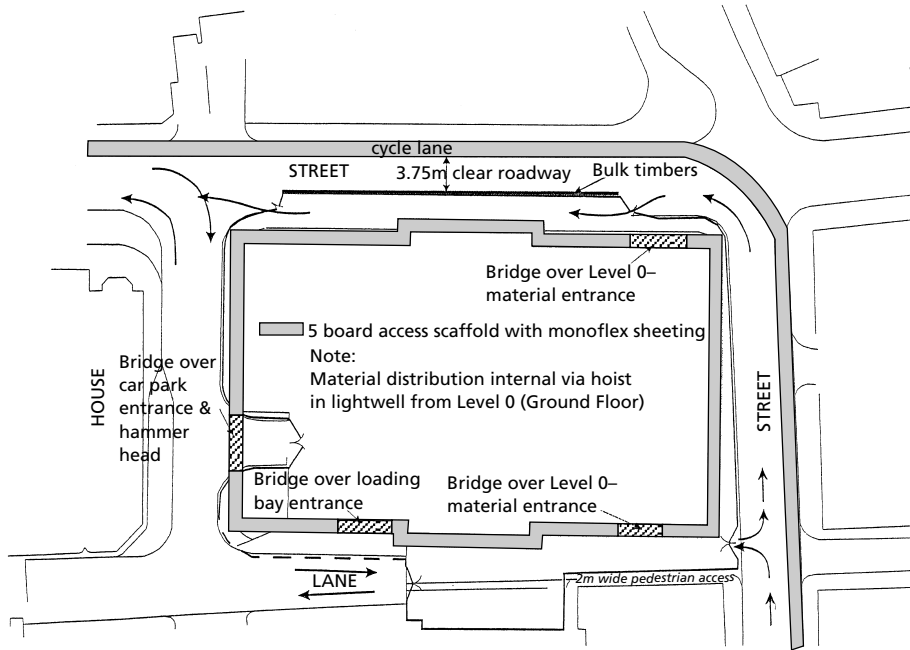 cycle lane
STREET
3.75m clear roadway
Bulk timbers
Bridge over Level 0–
material entrance
5 board access scaffold with monoflex sheeting
Note:
Material distribution internal via hoist
in lightwell from Level 0 (Ground Floor)
HOUSE
Bridge over
car park
entrance &
hammer
head
STREET
Bridge over loading
bay entrance
Bridge over Level 0–
material entrance
LANE
2m wide pedestrian access